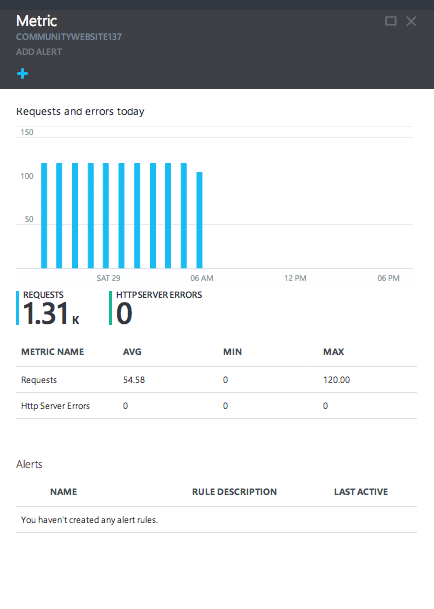 Metric
COMMUNITYWEBSITE137
ADD ALERT
Requests and errors today
150
100
50
SAT 29 06 AM 12 PM 06 PM
REQUESTS HTTP SERVER ERRORS
1.31 K 0
METRIC NAME AVG MIN MAX
Requests 54.58 0 120.00
Http Server Errors 0 0 0
Alerts
NAME RULE DESCRIPTION LAST ACTIVE
You haven't created any alert rules.